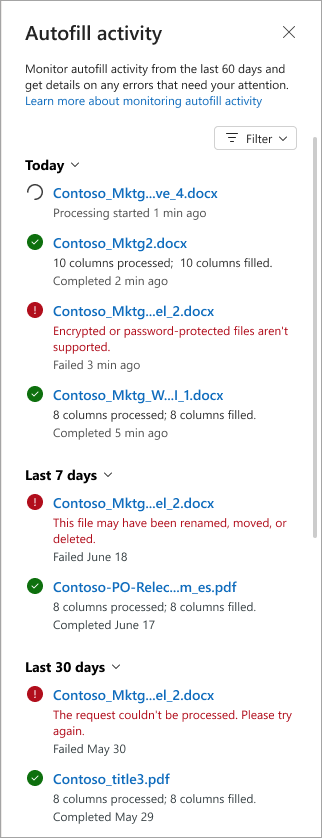 Autofill activity
Monitor autofill activity from the last 60 days and
get details on any errors that need your attention.
Learn more about monitoring autofill activity
Filter
Today
Contoso_Mktg...ve_4.docx
Processing started 1 min ago
Contoso_Mktg2.docx
10 columns processed;  10 columns filled.
Completed 2 min ago
Contoso_Mktg...el_2.docx
Encrypted or password-protected files aren't
supported.
Failed 3 min ago
Contoso_Mktg_W...l_1.docx
8 columns processed; 8 columns filled.
Completed 5 min ago
Last 7 days
Contoso_Mktg...el_2.docx
This file may have been renamed, moved, or
deleted.
Failed June 18
Contoso-PO-Relec...m_es.pdf
8 columns processed; 8 columns filled.
Completed June 17
Last 30 days
Contoso_Mktg...el_2.docx
The request couldn't be processed. Please try
again.
Failed May 30
Contoso_title3.pdf
8 columns processed; 8 columns filled.
Completed May 29